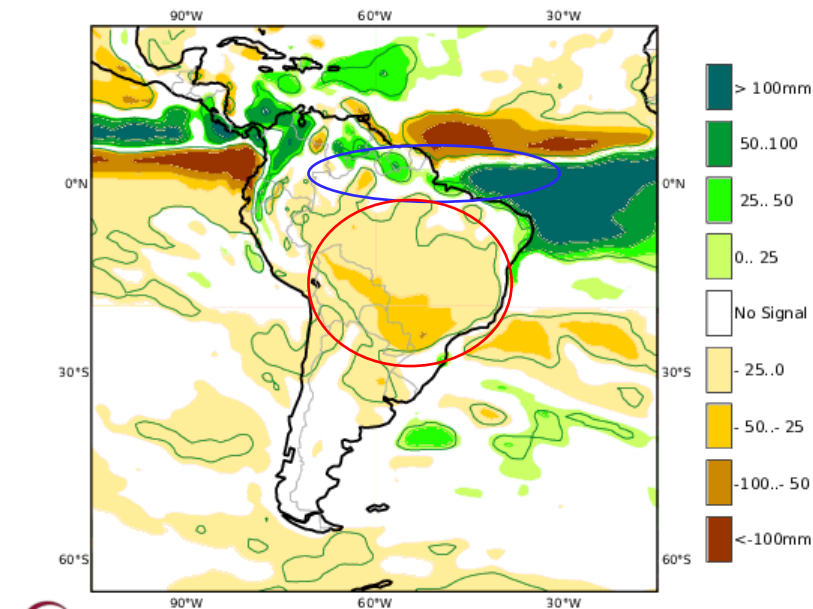 90°W 60°W 30°W
> 100mm
50..100
0°N 0°N
25.. 50
0.. 25
No Signal
30°S 30°S
- 25..0
- 50..- 25
-100..- 50
<-100mm
60°S 60°S
90°W 60°W 30°W